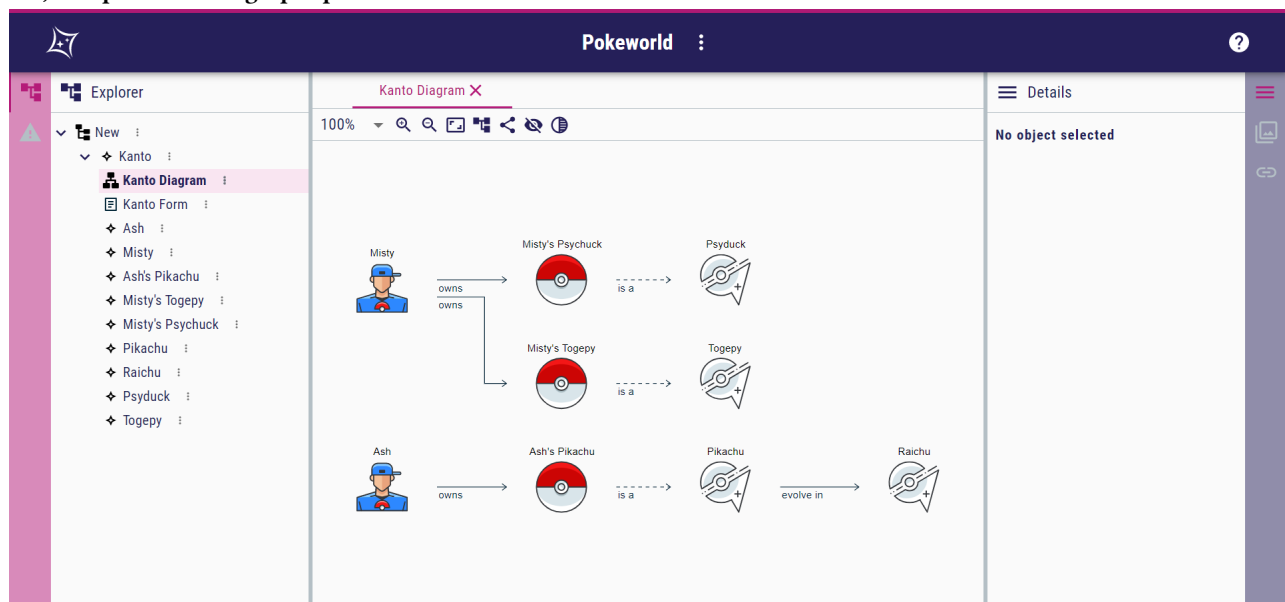 Pokeworld
Explorer
Kanto Diagram
Details
New
100%
No object selected
Kanto
Kanto Diagram
Kanto Form
Ash
Misty
Ash's Pikachu
Misty's Togepy
Misty's Psychuck
Pikachu
Raichu
Psyduck
Togepy
Misty
owns
owns
Misty's Psychuck
is a
Psyduck
Misty's Togepy
is a
Togepy
Ash
owns
Ash's Pikachu
is a
Pikachu
evolve in
Raichu